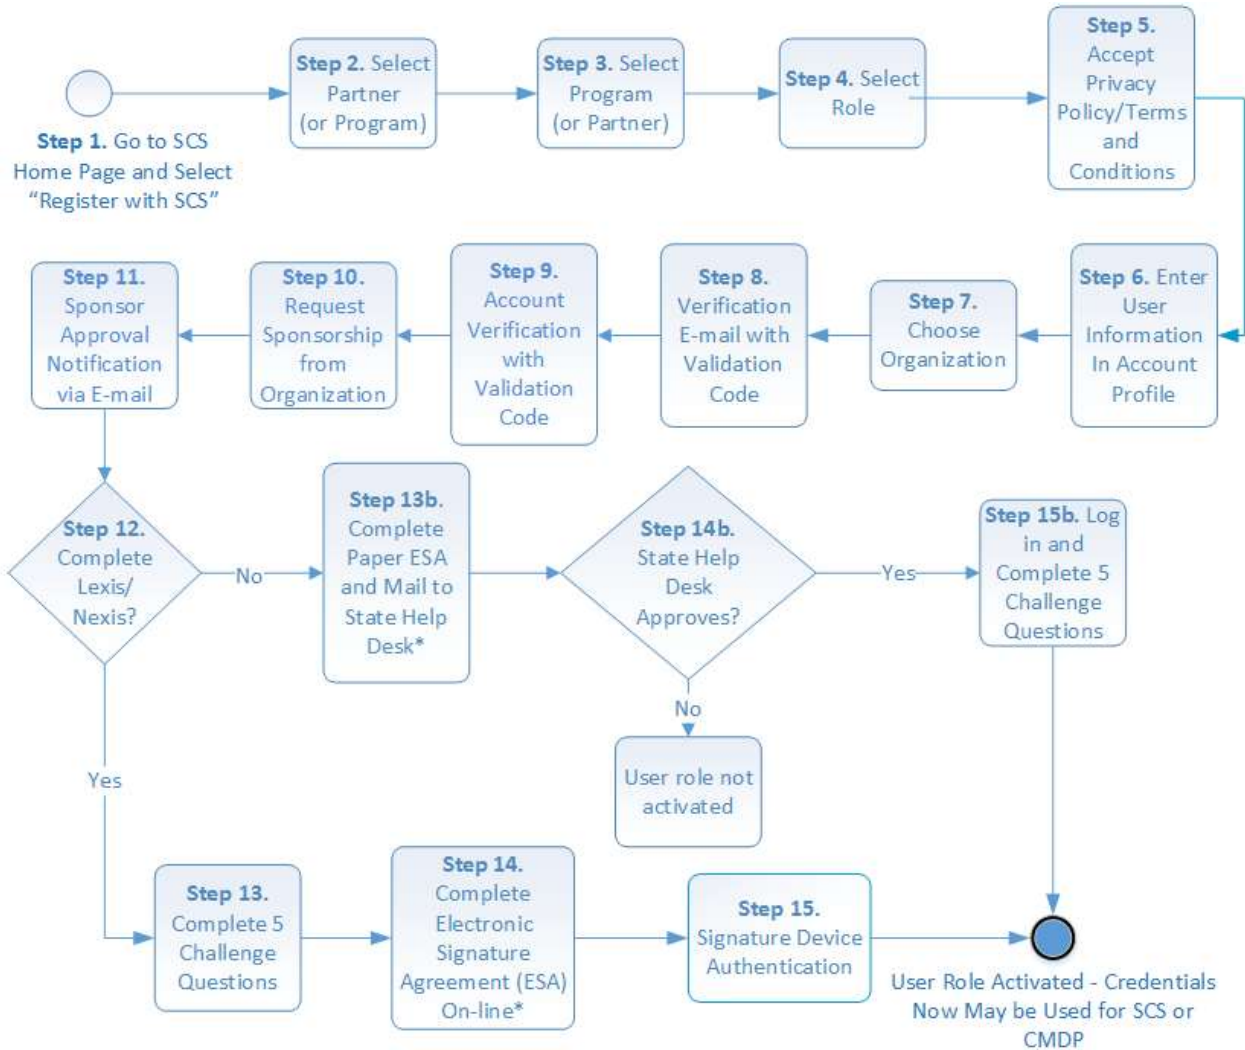 Step 1. Go to SCS
Home Page and Select
“Register with SCS”
Step 2. Select
Partner
(or Program)
Step 3. Select
Program
(or Partner)
Step 4. Select
Role
Step 5.
Accept
Privacy
Policy/Terms
and
Conditions
Step 6. Enter
User
Information
In Account
Profile
Step 7.
Choose
Organization
Step 8.
Verification
E-mail with
Validation
Code
Step 9.
Account
Verification
with
Validation
Code
Step 10.
Request
Sponsorship
from
Organization
Step 11.
Sponsor
Approval
Notification
via E-mail
Step 12.
Complete
Lexis/
Nexis?
No
Step 13b.
Complete
Paper ESA
and Mail to
State Help
Desk*
Step 14b.
State Help
Desk
Approves?
Yes
Step 15b. Log
in and
Complete 5
Challenge
Questions
No
User role not
activated
Yes
Step 13.
Complete 5
Challenge
Questions
Step 14.
Complete
Electronic
Signature
Agreement (ESA)
On-line*
Step 15.
Signature Device
Authentication
User Role Activated - Credentials
Now May be Used for SCS or
CMDP